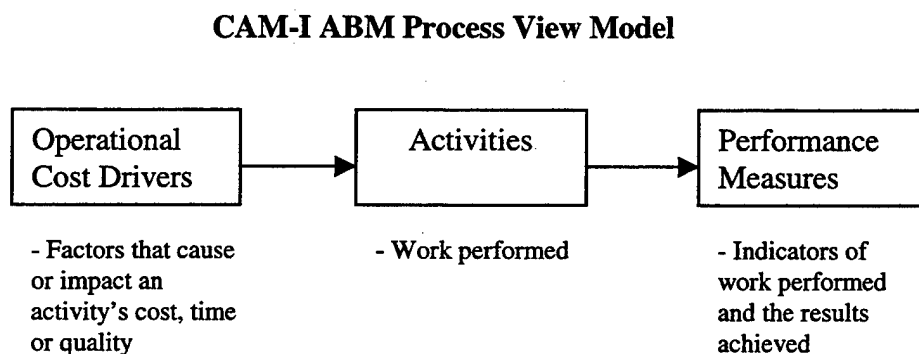 CAM-I ABM Process View Model
Operational
Cost Drivers
Activities
Performance
Measures
- Factors that cause
or impact an
activity's cost, time
or quality
- Work performed
- Indicators of
work performed
and the results
achieved